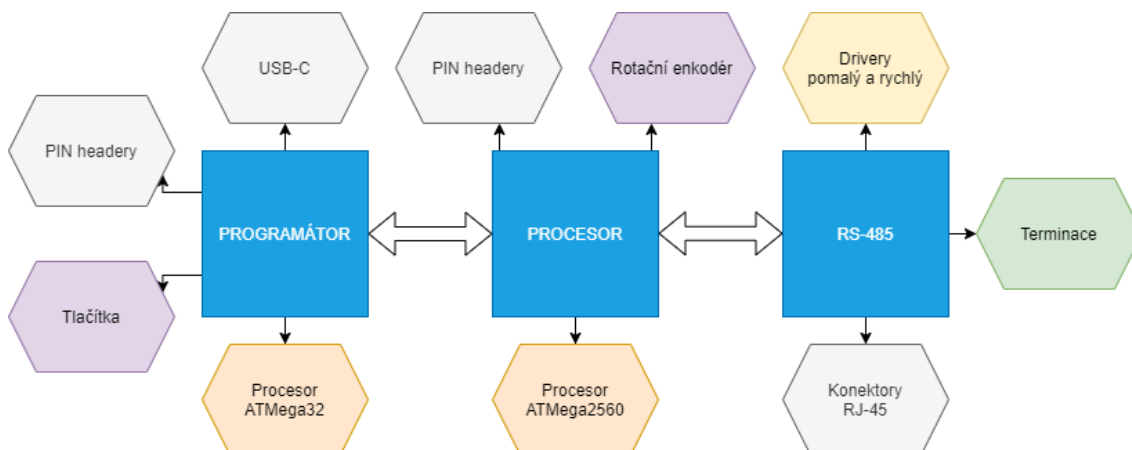 USB-C
PIN headery
Rotační enkodér
Drivery
pomalý a rychlý
PIN headery
PROGRAMÁTOR
PROCESOR
RS-485
Terminace
Tlačítka
Procesor
ATMega32
Procesor
ATMega2560
Konektory
RJ-45